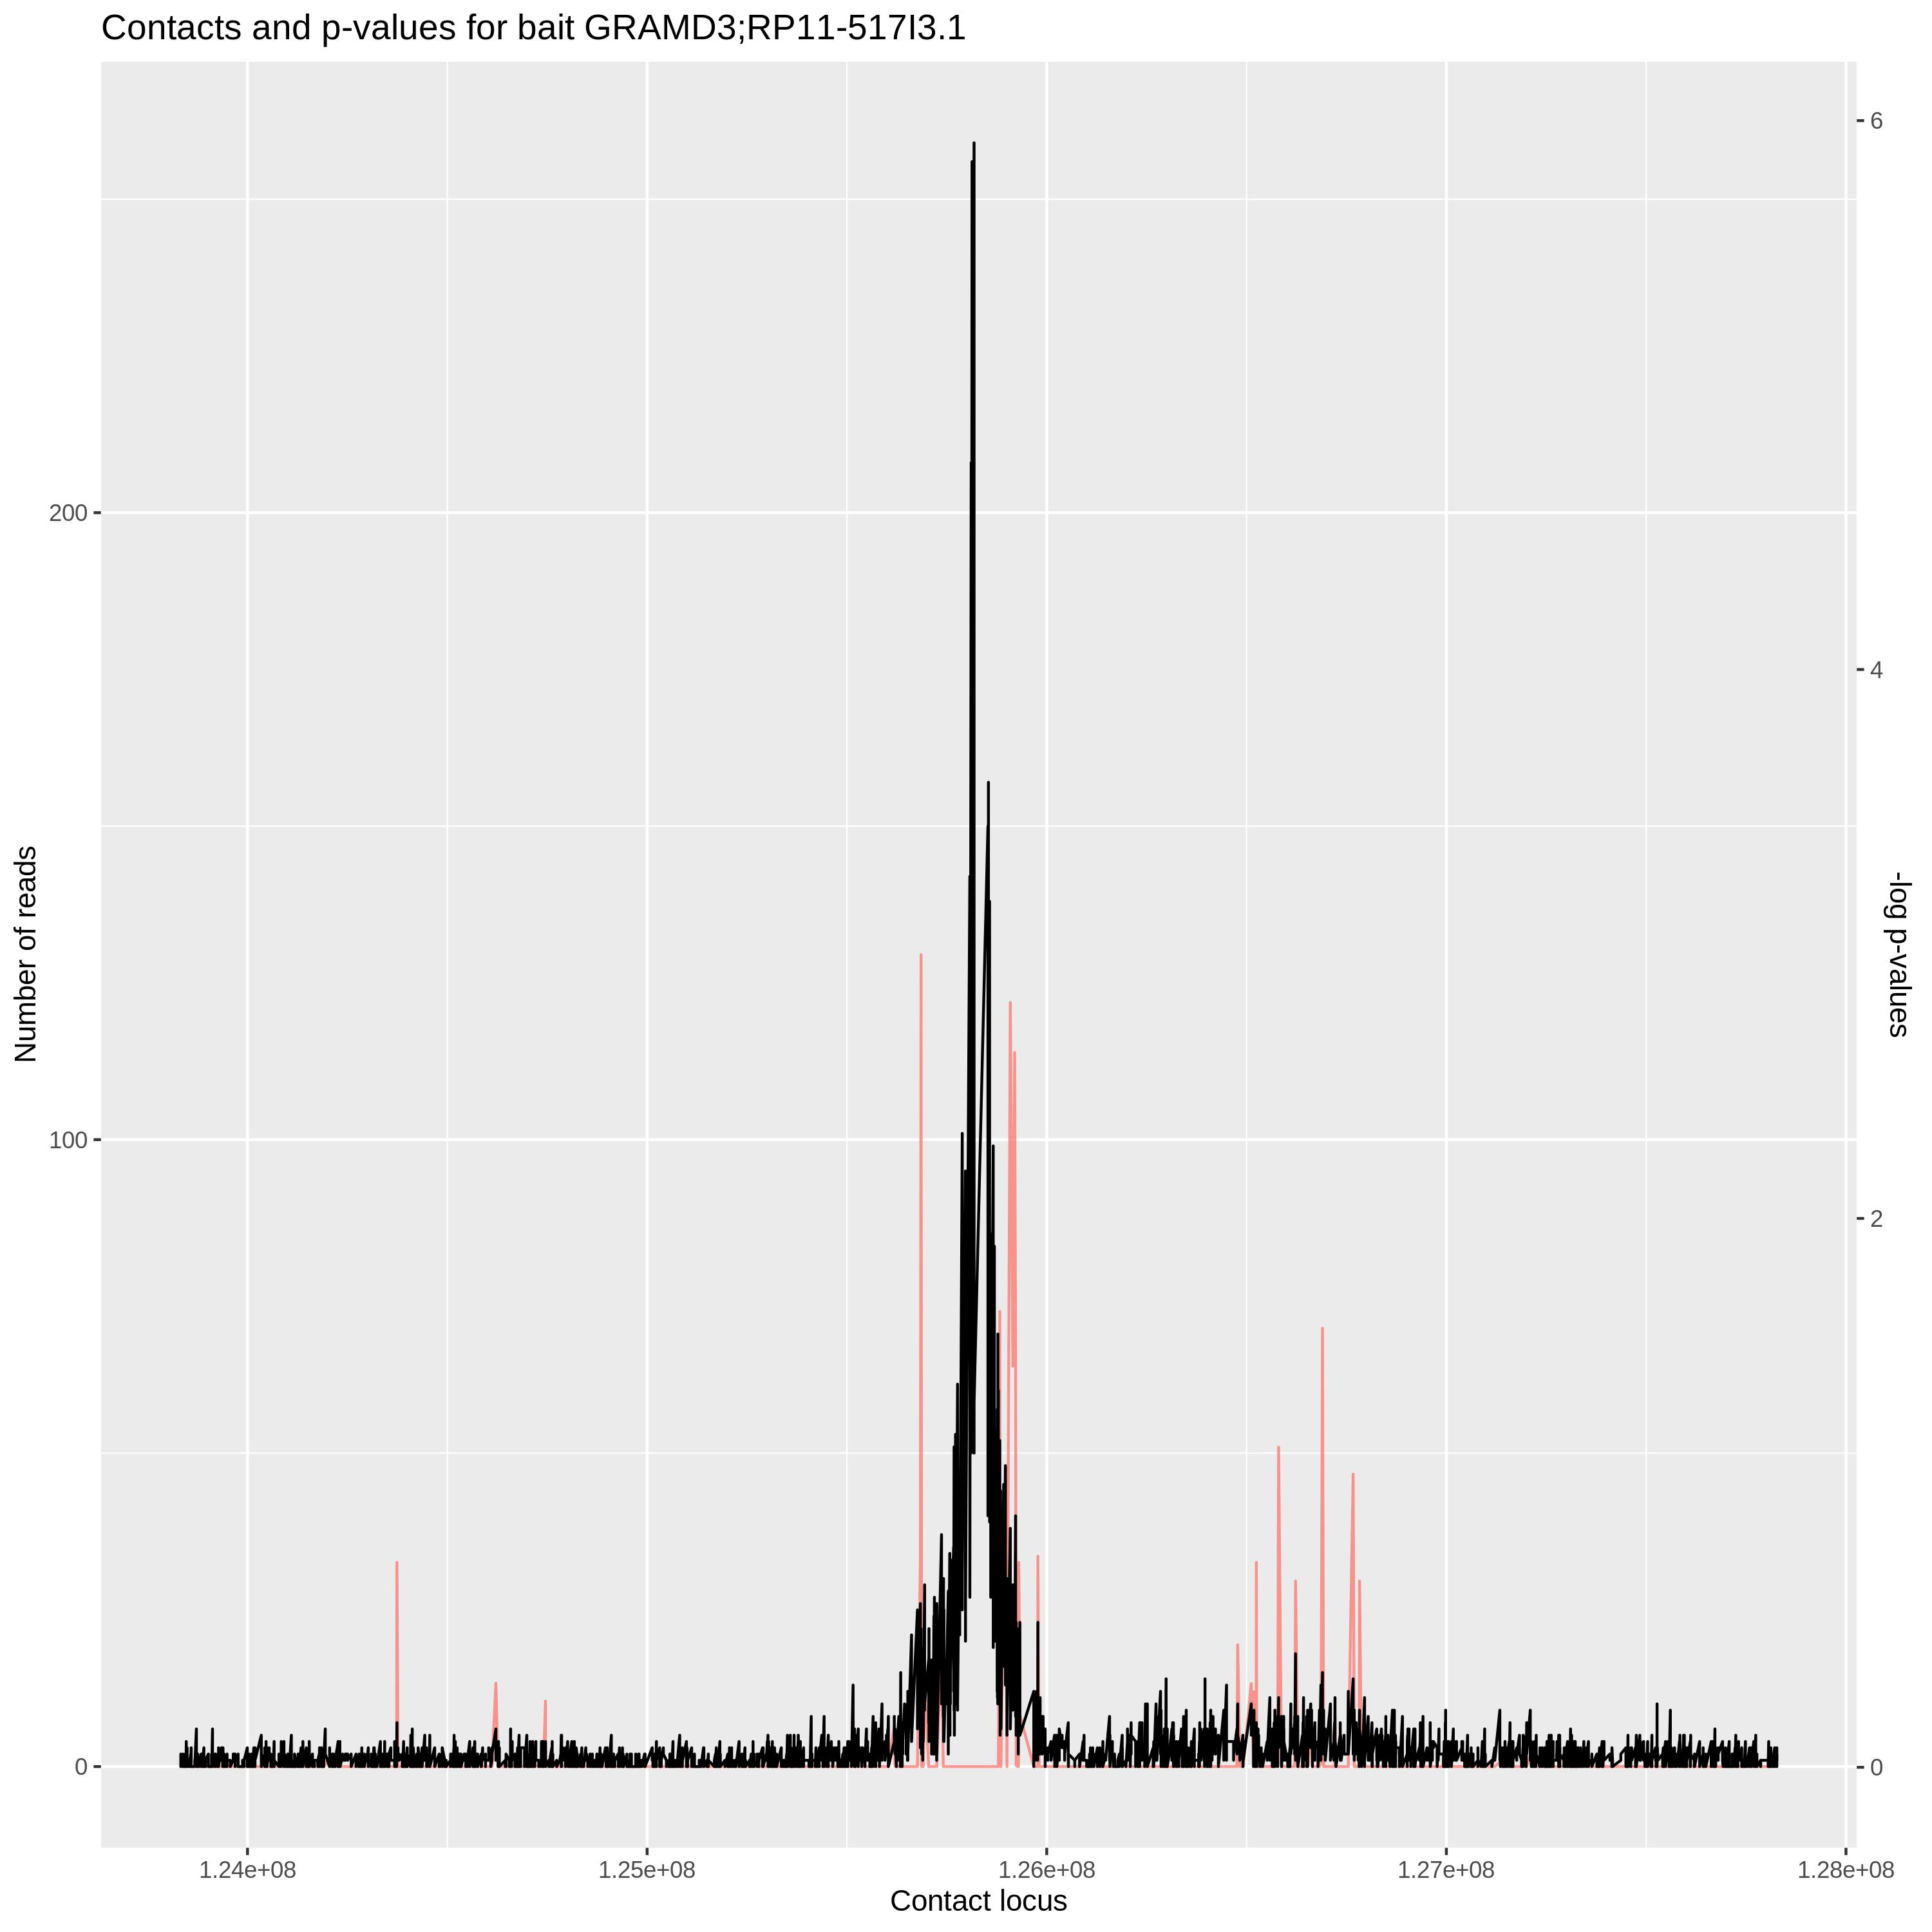 Contacts and p-values for bait GRAMD3;RP11-517I3.1
Number of reads
200
100
0
6
4
2
0
-log p-values
1.24e+08
1.25e+08
1.26e+08
1.27e+08
1.28e+08
Contact locus